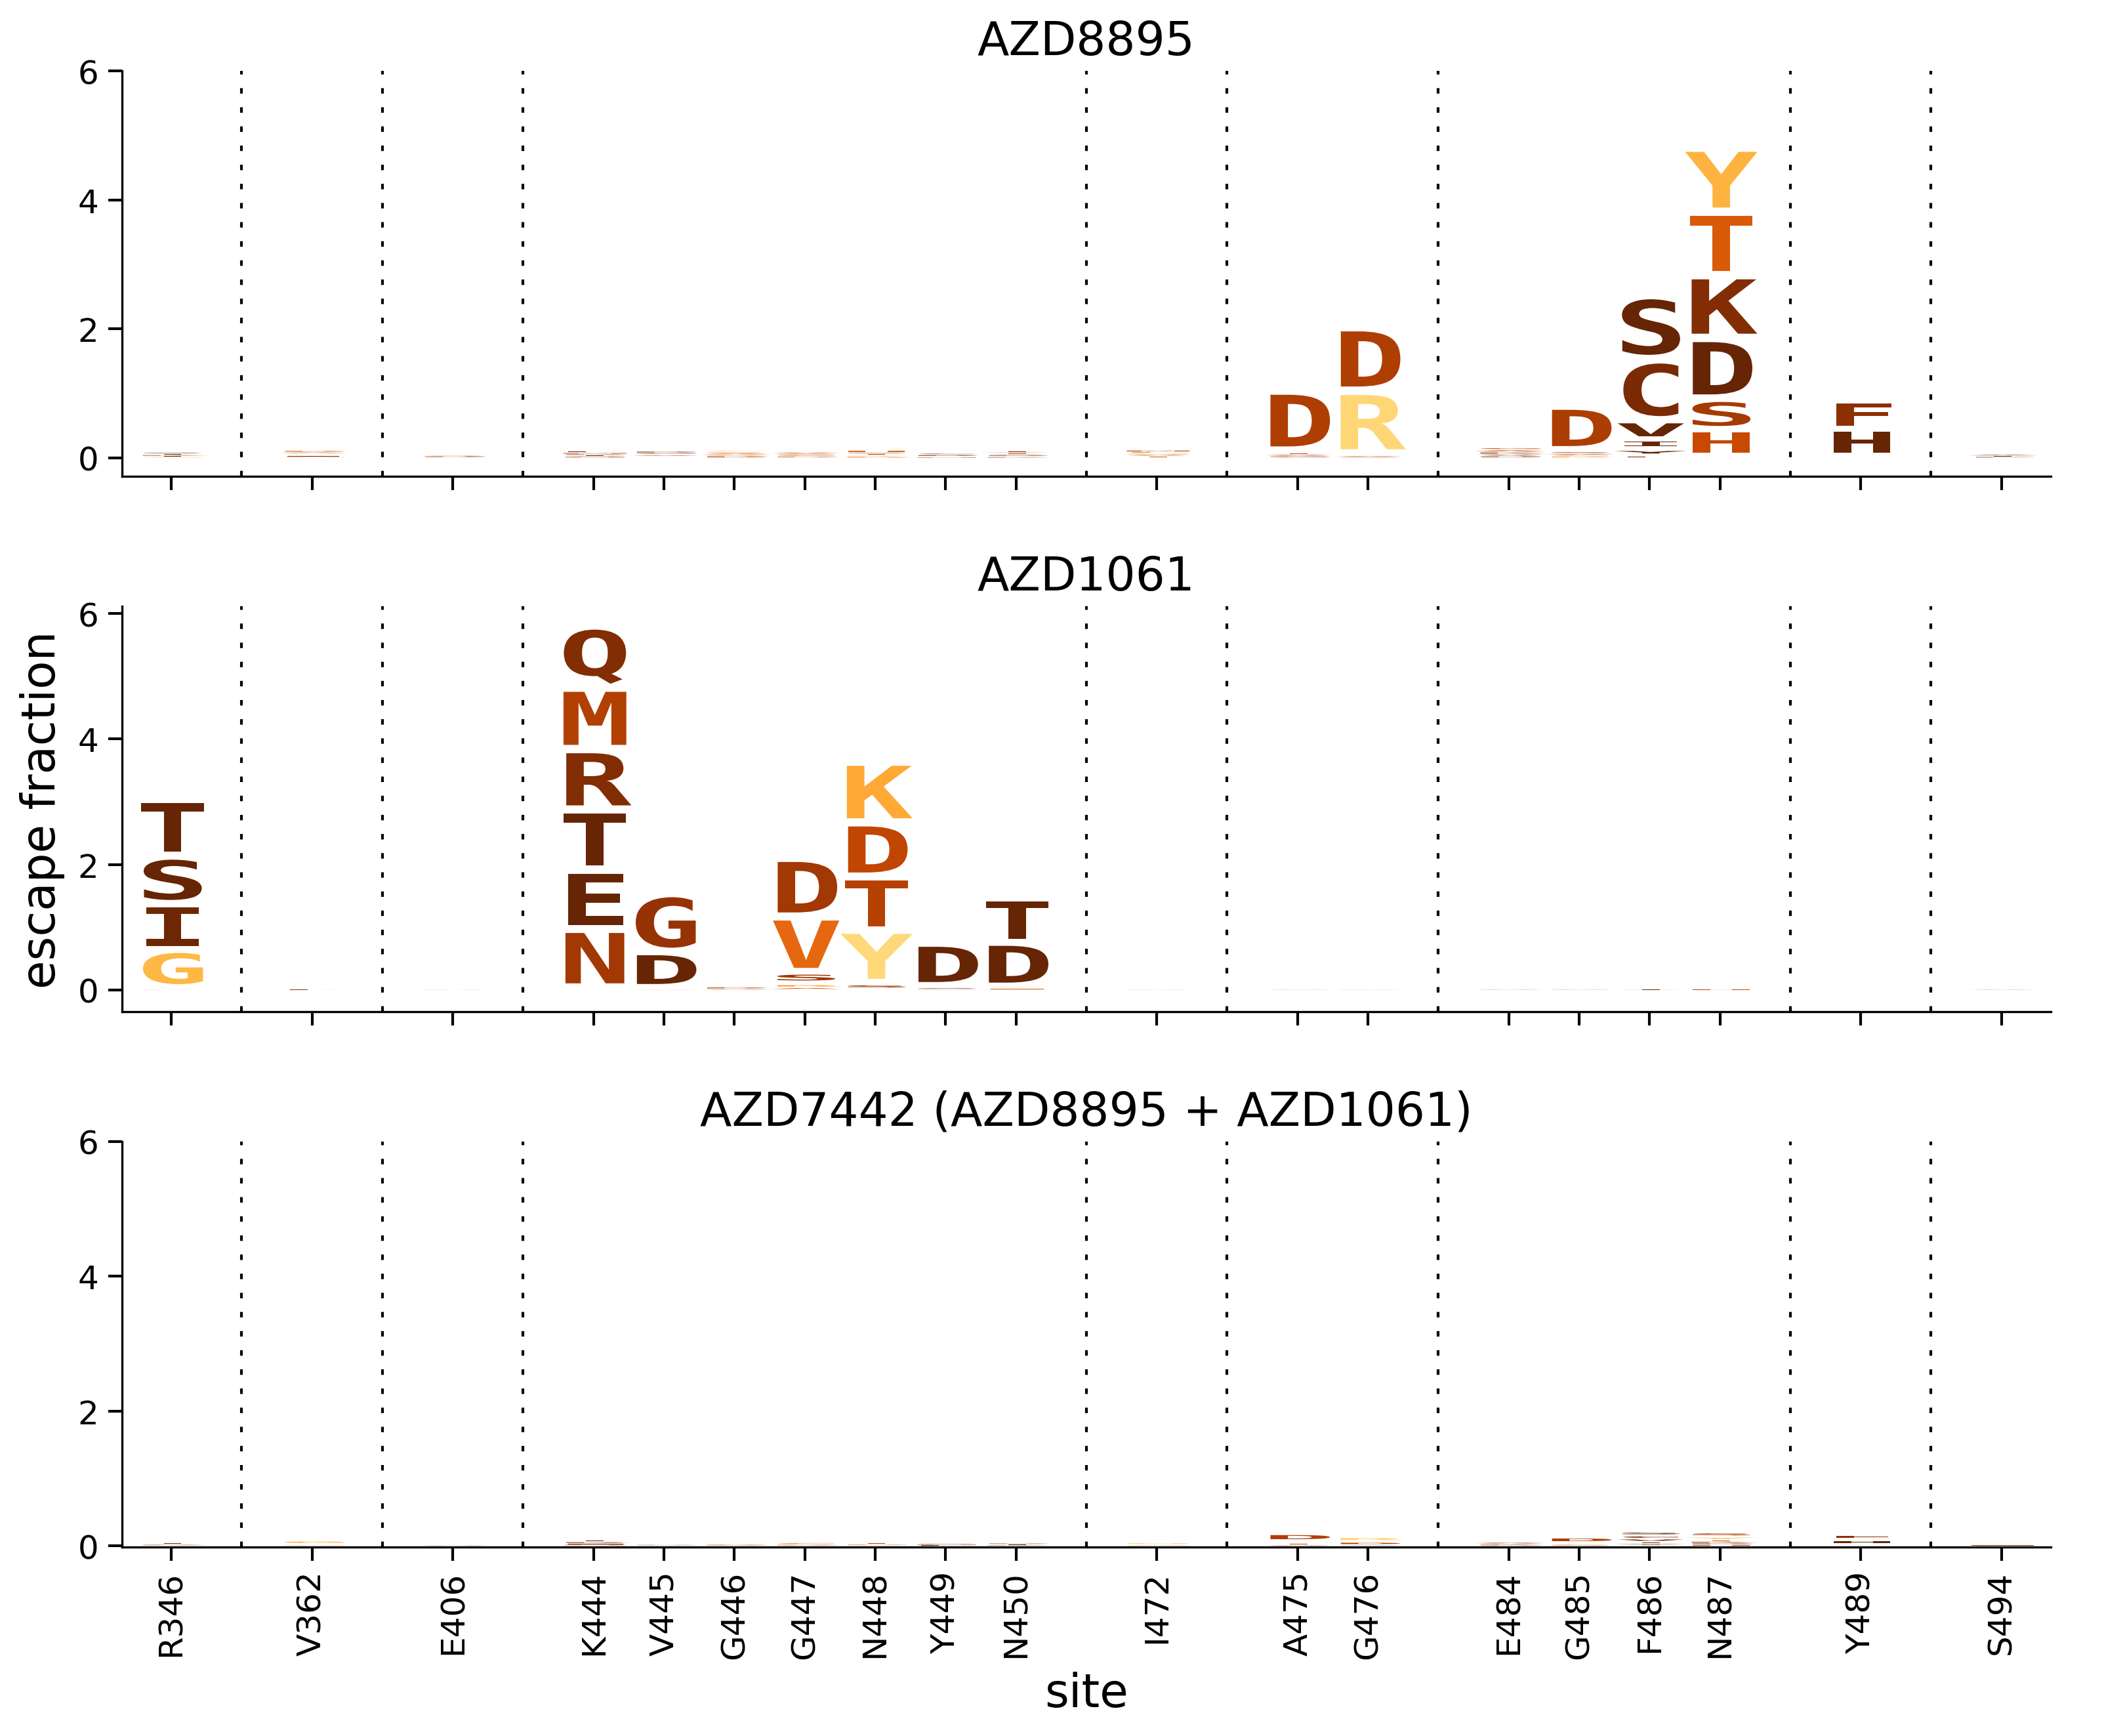 AZD8895
6
4
2
0
Y
T
K
D
S
H
S
C
V
D
D
R
D
F
H
AZD1061
escape fraction
6
4
2
0
T
S
I
G
Q
M
R
T
E
N
G
D
D
V
S
K
D
T
Y
D
T
D
AZD7442 (AZD8895 + AZD1061)
6
4
2
0
R346 V362 E406 K444 V445 G446 G447 N448 Y449 N450 I472 A475 G476 E484 G485 F486 N487 Y489 S494
site